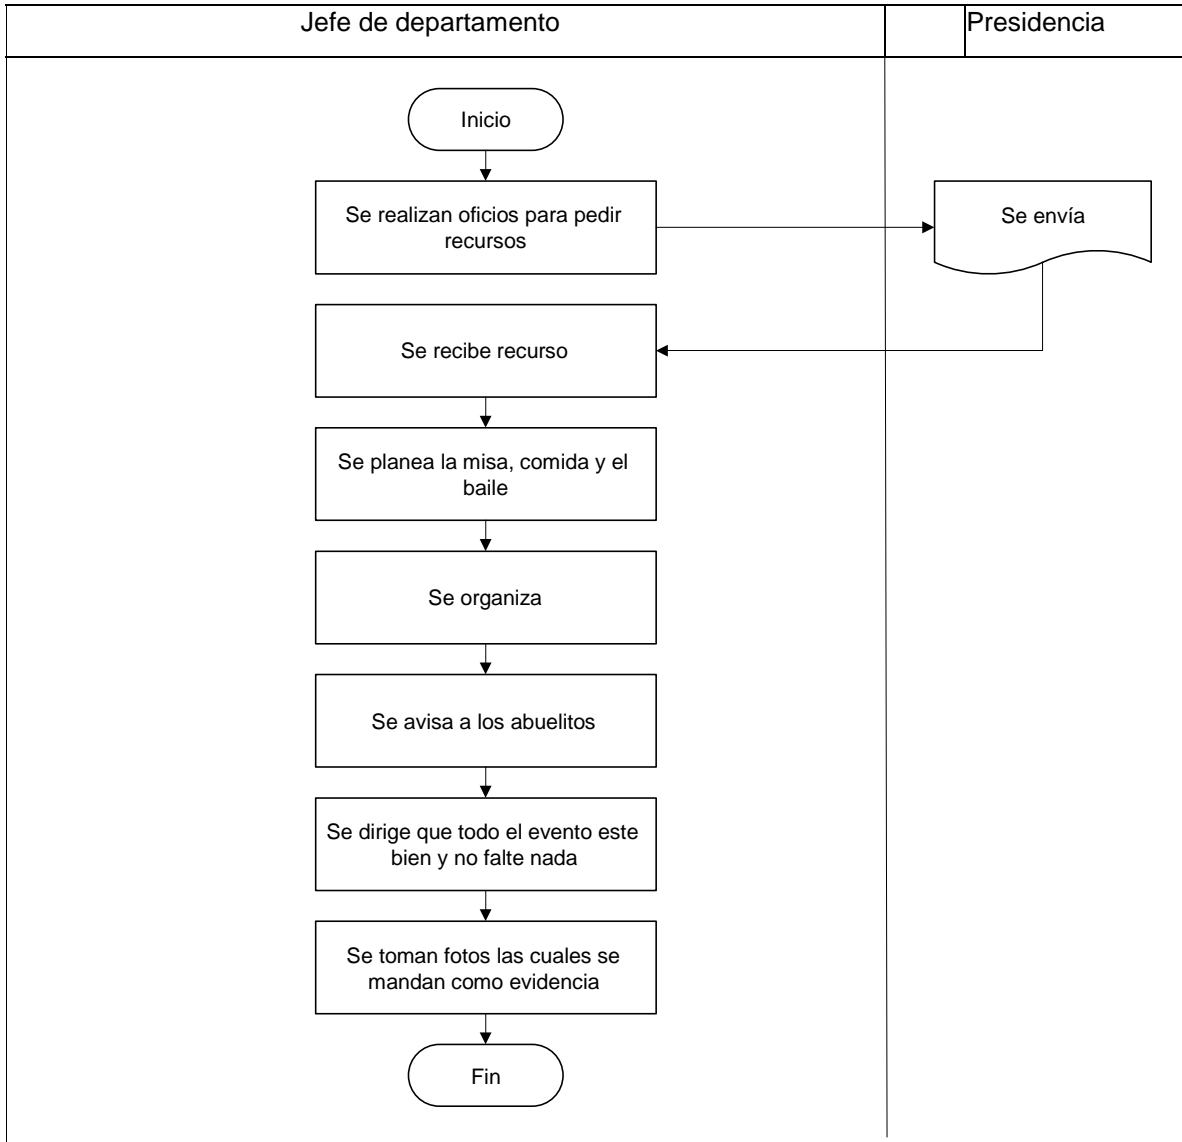 Jefe de departamento
Presidencia
Inicio
Se realizan oficios para pedir
recursos
Se envía
Se recibe recurso
Se planea la misa, comida y el
baile
Se organiza
Se avisa a los abuelitos
Se dirige que todo el evento este
bien y no falte nada
Se toman fotos las cuales se
mandan como evidencia
Fin